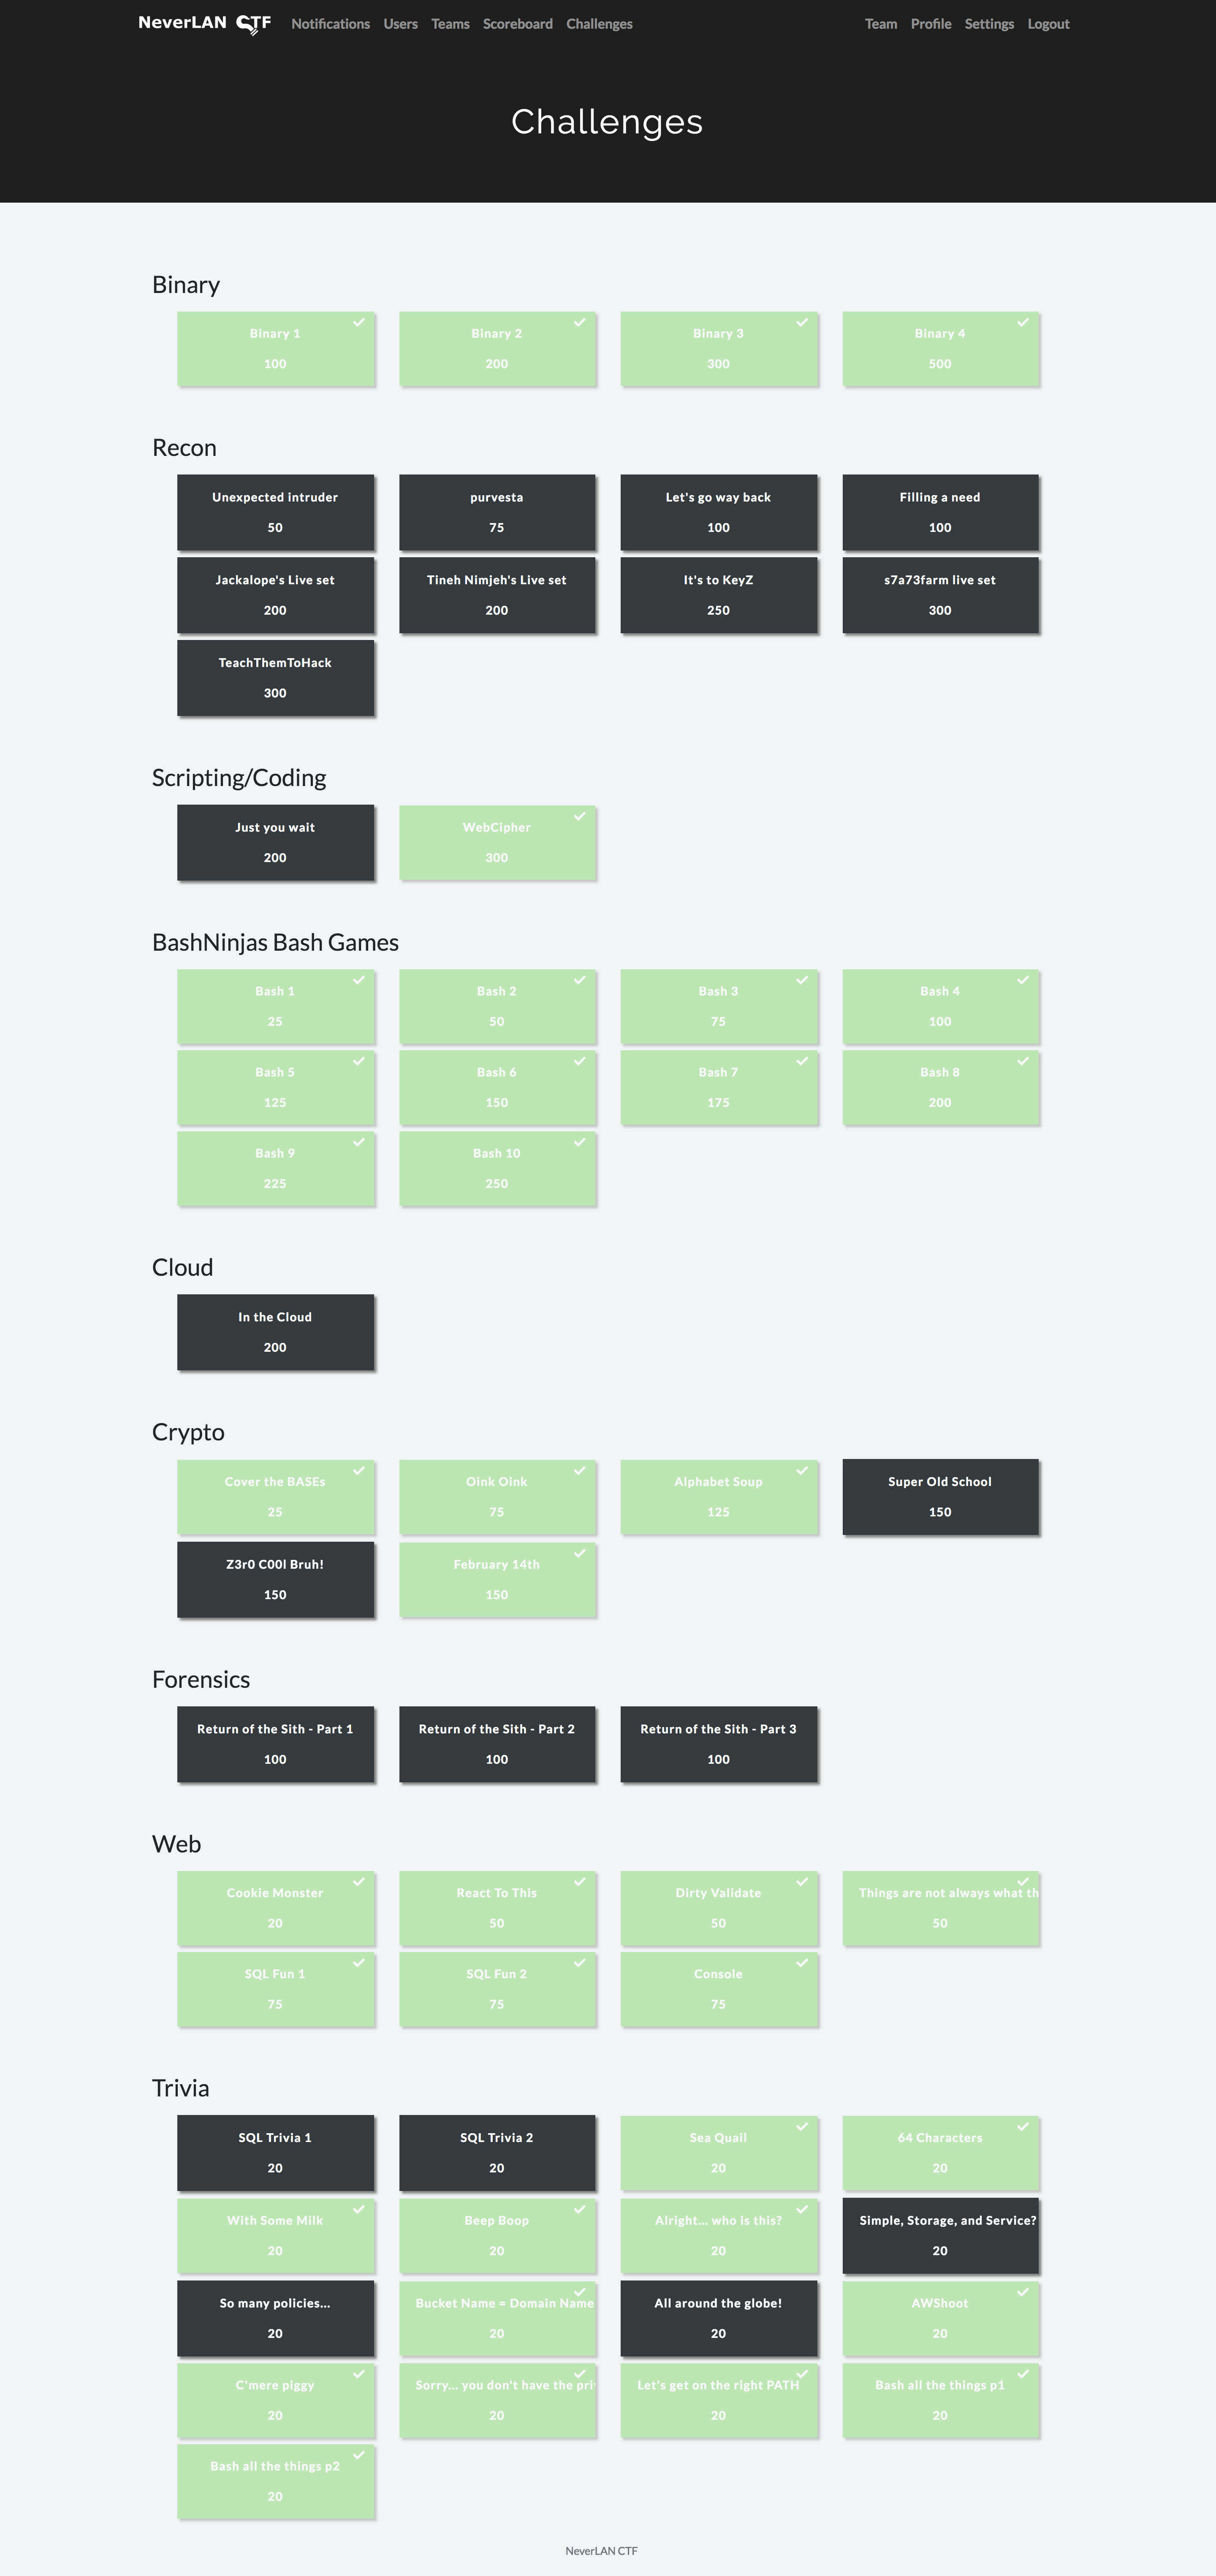 NeverLAN CTF Notifications Users Teams Scoreboard Challenges Team Profile Settings Logout
Challenges
Binary
Binary 1 Binary 2 Binary 3 Binary 4
100 200 300 500
Recon
Unexpected intruder purvesta Let's go way back Filling a need
50 75 100 100
Jackalope's Live set Tineh Nimjeh's Live set It's to KeyZ s7a73farm live set
200 200 250 300
TeachThemToHack
300
Scripting/Coding
Just you wait WebCipher
200 300
BashNinjas Bash Games
Bash 1 Bash 2 Bash 3 Bash 4
25 50 75 100
Bash 5 Bash 6 Bash 7 Bash 8
125 150 175 200
Bash 9 Bash 10
225 250
Cloud
In the Cloud
200
Crypto
Cover the BASEs Oink Oink Alphabet Soup Super Old School
25 75 125 150
Z3r0 C00l Bruh! February 14th
150 150
Forensics
Return of the Sith - Part 1 Return of the Sith - Part 2 Return of the Sith - Part 3
100 100 100
Web
Cookie Monster React To This Dirty Validate Things are not always what th
20 50 50 50
SQL Fun 1 SQL Fun 2 Console
75 75 75
Trivia
SQL Trivia 1 SQL Trivia 2 Sea Quail 64 Characters
20 20 20 20
With Some Milk Beep Boop Alright... who is this? Simple, Storage, and Service?
20 20 20 20
So many policies... Bucket Name = Domain Name All around the globe! AWShoot
20 20 20 20
C'mere piggy Sorry... you don't have the pri Let's get on the right PATH Bash all the things p1
20 20 20 20
Bash all the things p2
20
NeverLAN CTF